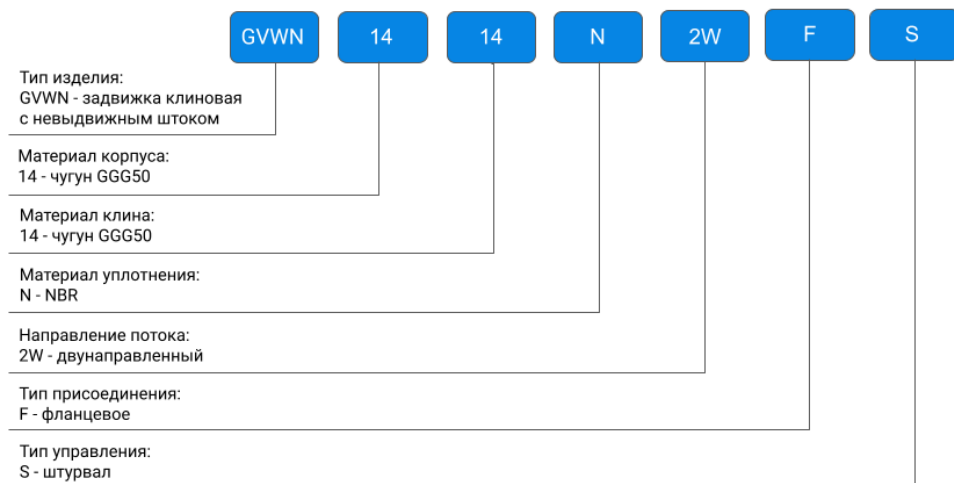 GVWN 14 14 N 2W F S
Тип изделия:
GVWN - задвижка клиновая
с невыдвижным штоком
Материал корпуса:
14 - чугун GGG50
Материал клина:
14 - чугун GGG50
Материал уплотнения:
N - NBR
Направление потока:
2W - двунаправленный
Тип присоединения:
F - фланцевое
Тип управления:
S - штурвал